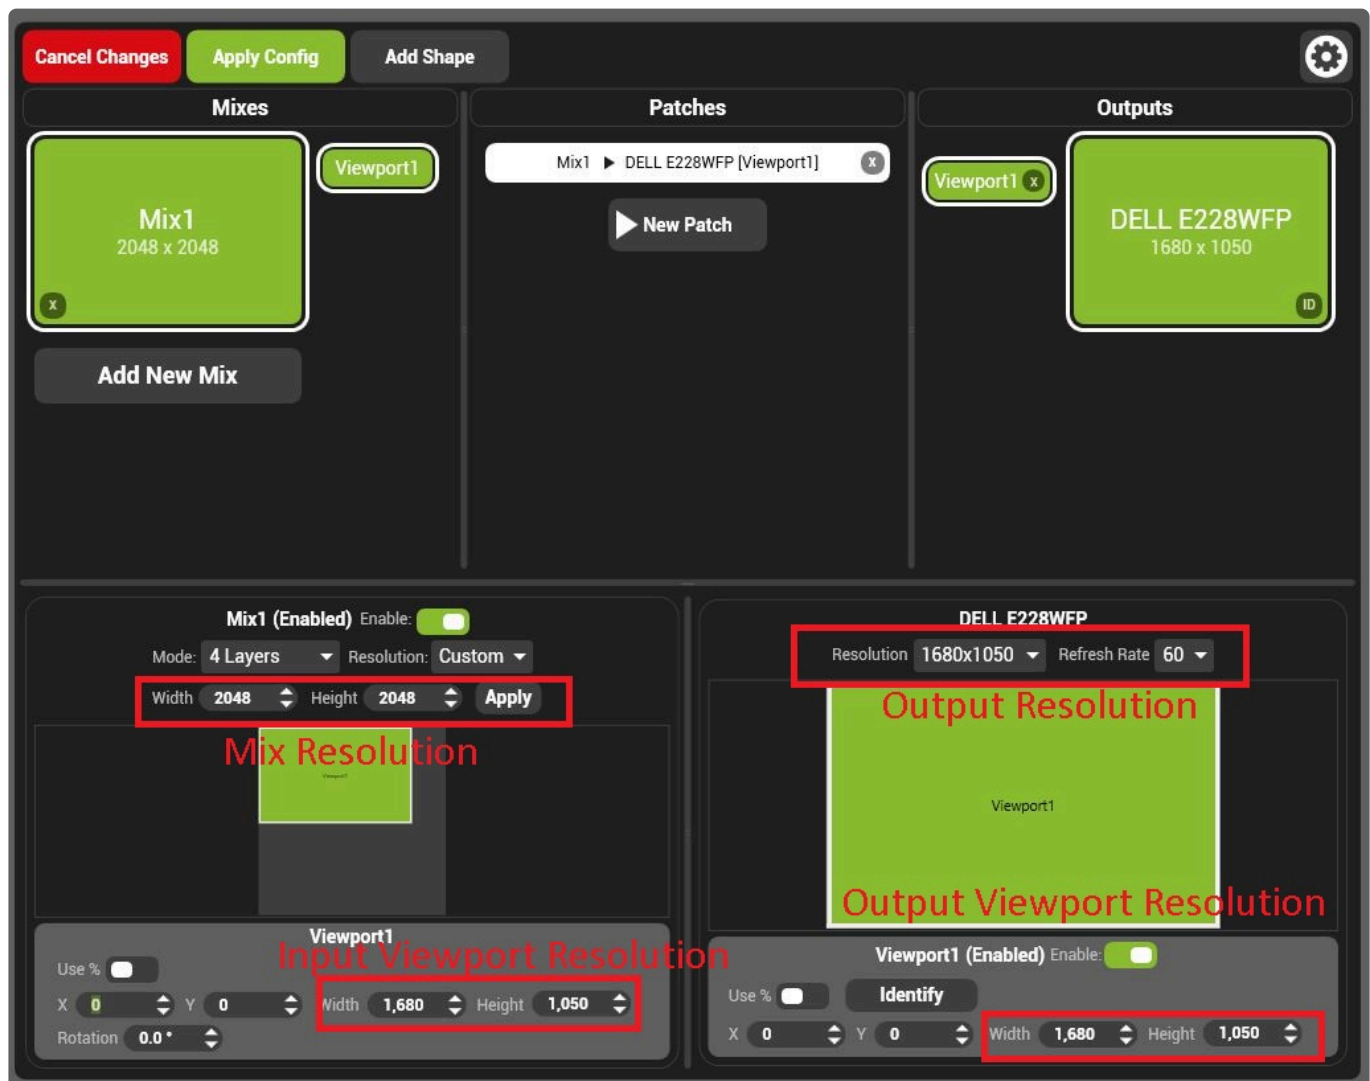 Cancel Changes
Apply Config
Add Shape
Mixes
Patches
Outputs
Mix1
2048 x 2048
X
Viewport1
Add New Mix
Mix1 ▶ DELL E228WFP [Viewport1] X
New Patch
Viewport1 X
DELL E228WFP
1680 x 1050
ID
Mix1 (Enabled) Enable:
Mode: 4 Layers Resolution: Custom
Width 2048 Height 2048 Apply
Mix Resolution
Viewport1
Viewport1
Input Viewport Resolution
Use %
X 0 Y 0 Width 1,680 Height 1,050
Rotation 0.0 °
DELL E228WFP
Resolution 1680x1050 Refresh Rate 60
Output Resolution
Viewport1
Output Viewport Resolution
Viewport1 (Enabled) Enable:
Use % Identify
X 0 Y 0 Width 1,680 Height 1,050